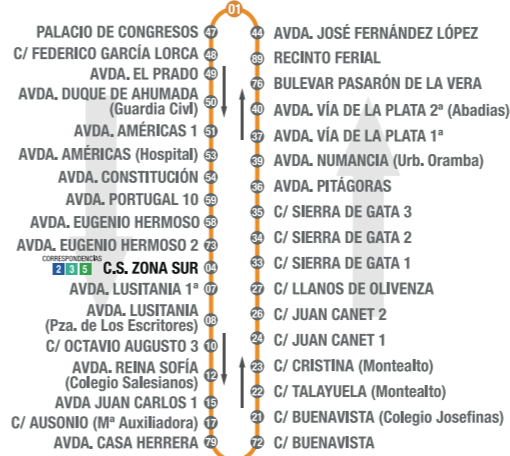 01
PALACIO DE CONGRESOS 47
C/ FEDERICO GARCÍA LORCA 48
AVDA. EL PRADO 49
AVDA. DUQUE DE AHUMADA
(Guardia Civl) 50
AVDA. AMÉRICAS 1 51
AVDA. AMÉRICAS (Hospital) 53
AVDA. CONSTITUCIÓN 54
AVDA. PORTUGAL 10 59
AVDA. EUGENIO HERMOSO 58
AVDA. EUGENIO HERMOSO 2 73
CORRESPONDENCIAS
2 3 5 C.S. ZONA SUR 04
AVDA. LUSITANIA 1ª 07
AVDA. LUSITANIA
(Pza. de Los Escritores) 08
C/ OCTAVIO AUGUSTO 3 10
AVDA. REINA SOFÍA
(Colegio Salesianos) 12
AVDA JUAN CARLOS 1 15
C/ AUSONIO (Mª Auxiliadora) 17
AVDA. CASA HERRERA 79
44 AVDA. JOSÉ FERNÁNDEZ LÓPEZ
89 RECINTO FERIAL
76 BULEVAR PASARÓN DE LA VERA
40 AVDA. VÍA DE LA PLATA 2ª (Abadias)
37 AVDA. VÍA DE LA PLATA 1ª
39 AVDA. NUMANCIA (Urb. Oramba)
36 AVDA. PITÁGORAS
35 C/ SIERRA DE GATA 3
34 C/ SIERRA DE GATA 2
33 C/ SIERRA DE GATA 1
27 C/ LLANOS DE OLIVENZA
26 C/ JUAN CANET 2
24 C/ JUAN CANET 1
23 C/ CRISTINA (Montealto)
22 C/ TALAYUELA (Montealto)
21 C/ BUENAVISTA (Colegio Josefinas)
72 C/ BUENAVISTA